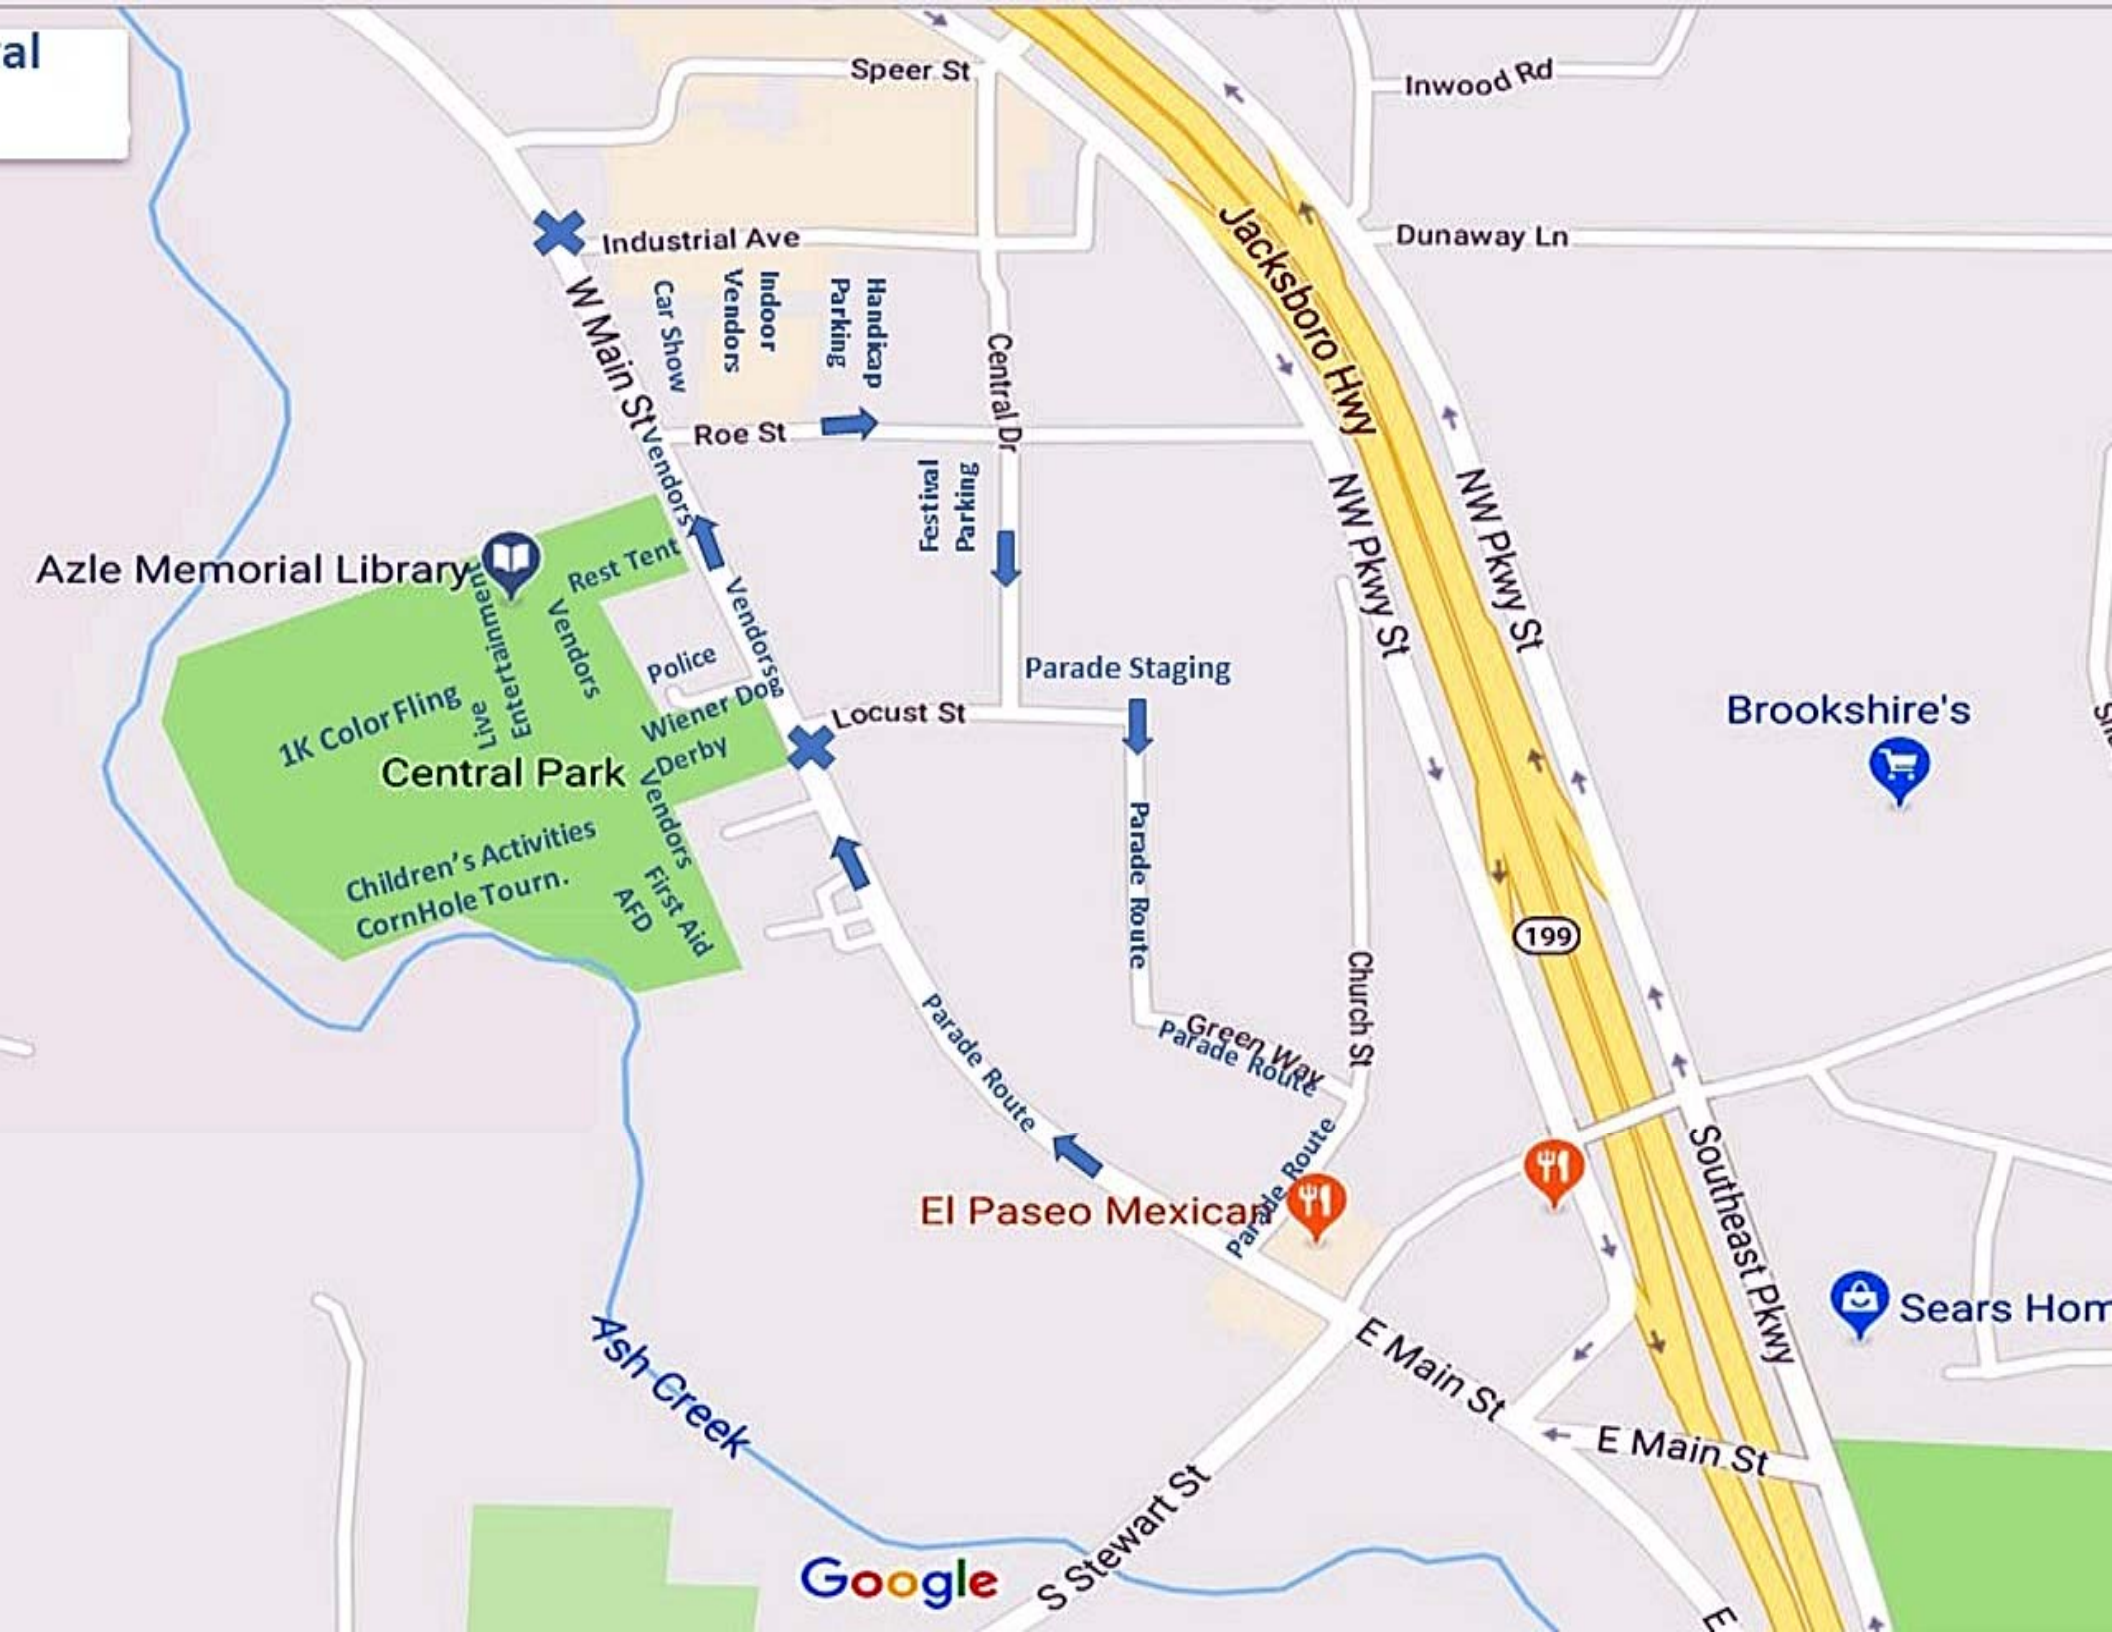 al
Speer St
Inwood Rd
Industrial Ave
Dunaway Ln
W Main St
Car Show
Indoor
Vendors
Handicap
Parking
Central Dr
Jacksboro Hwy
Roe St
Vendors
Festival
Parking
NW Pkwy St
NW Pkwy St
Azle Memorial Library
Rest Tent
Live
Entertainment
Vendors
Vendors
Police
Parade Staging
Wiener Dog
Derby
Locust St
1K Color Fling
Central Park
Brookshire's
Vendors
Children's Activities
CornHole Tourn.
First Aid
AFD
Parade Route
199
Church St
Parade Route
Green Way
Parade Route
Parade Route
El Paseo Mexican
Southeast Pkwy
Sears Hom
Ash Creek
E Main St
E Main St
S Stewart St
Google
E